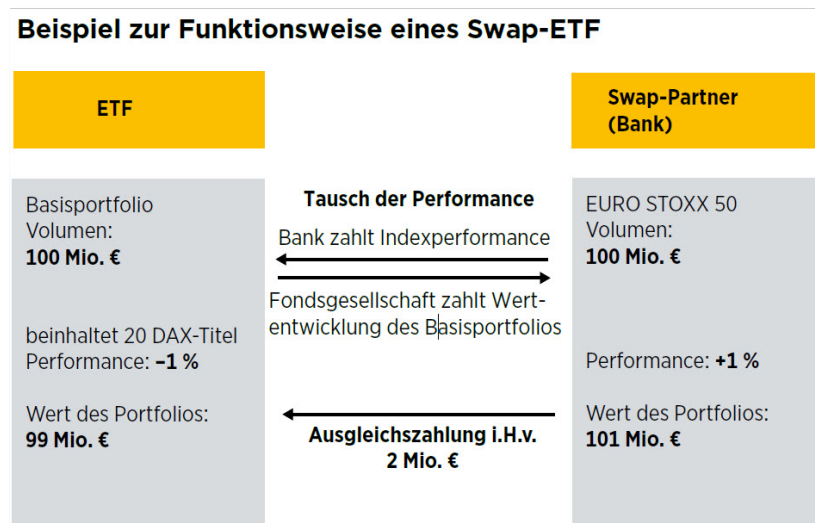 Beispiel zur Funktionsweise eines Swap-ETF
ETF
Swap-Partner
(Bank)
Basisportfolio
Volumen:
100 Mio. €
beinhaltet 20 DAX-Titel
Performance: –1 %
Wert des Portfolios:
99 Mio. €
Tausch der Performance
Bank zahlt Indexperformance
Fondsgesellschaft zahlt Wert-
entwicklung des Basisportfolios
Ausgleichszahlung i.H.v.
2 Mio. €
EURO STOXX 50
Volumen:
100 Mio. €
Performance: +1 %
Wert des Portfolios:
101 Mio. €